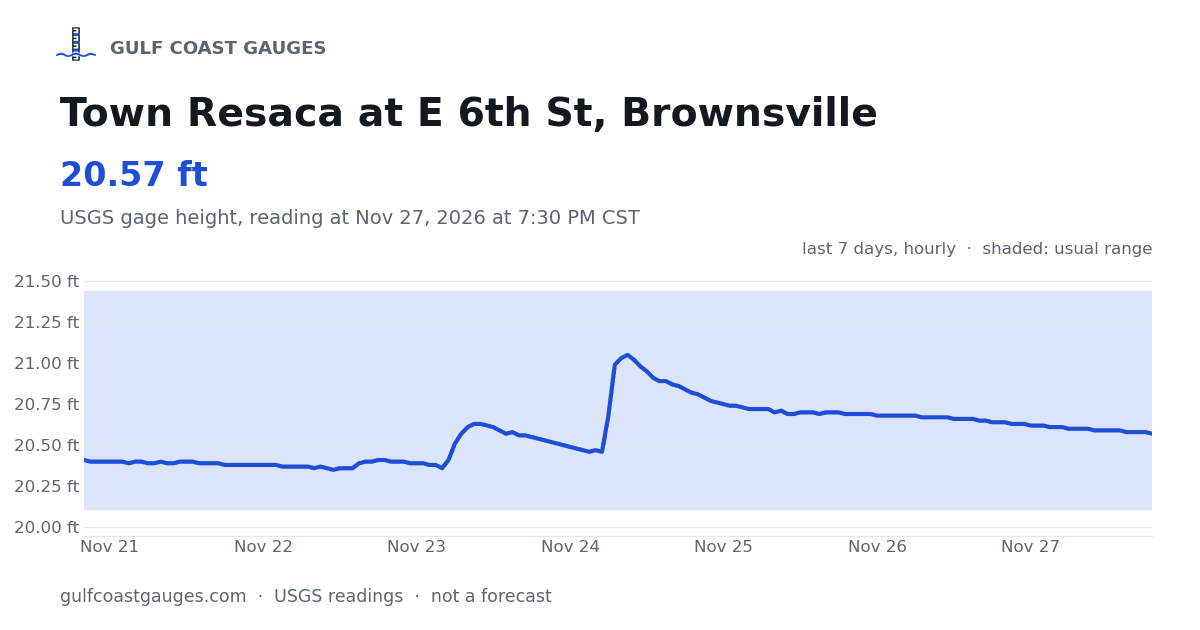 GULF COAST GAUGES
Town Resaca at E 6th St, Brownsville
20.57 ft
USGS gage height, reading at Nov 27, 2026 at 7:30 PM CST
last 7 days, hourly · shaded: usual range
21.50 ft
21.25 ft
21.00 ft
20.75 ft
20.50 ft
20.25 ft
20.00 ft
Nov 21 Nov 22 Nov 23 Nov 24 Nov 25 Nov 26 Nov 27
gulfcoastgauges.com · USGS readings · not a forecast